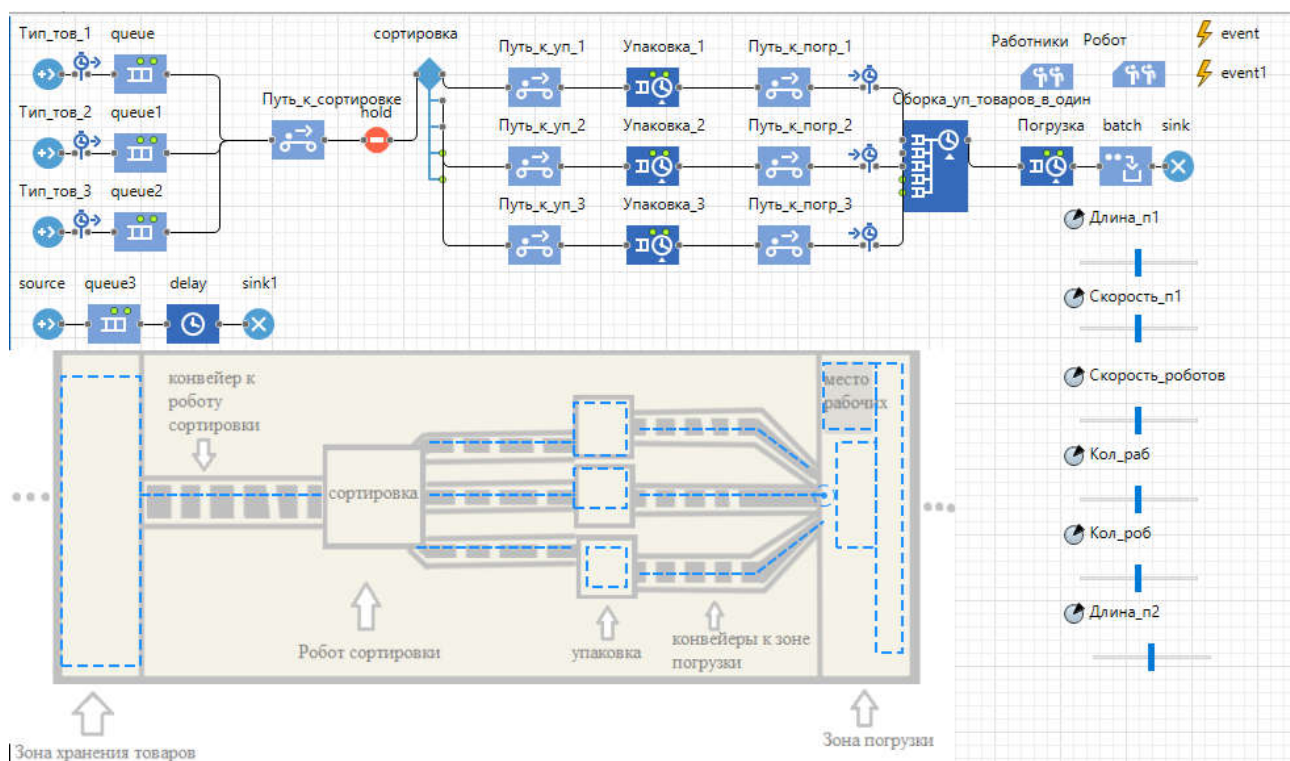 Тип_тов_1 queue
сортировка
Путь_к_уп_1 Упаковка_1 Путь_к_погр_1
Работники Робот
event
event1
Тип_тов_2 queue1
Путь_к_сортировке
hold
Путь_к_уп_2 Упаковка_2 Путь_к_погр_2
Сборка_уп_товаров_в_один
Погрузка batch sink
Тип_тов_3 queue2
Путь_к_уп_3 Упаковка_3 Путь_к_погр_3
source queue3 delay sink1
Длина_п1
Скорость_п1
Скорость_роботов
Кол_раб
Кол_роб
Длина_п2
конвейер к
роботу
сортировки
место
рабочих
сортировка
Робот сортировки
упаковка
конвейеры к зоне
погрузки
Зона хранения товаров
Зона погрузки